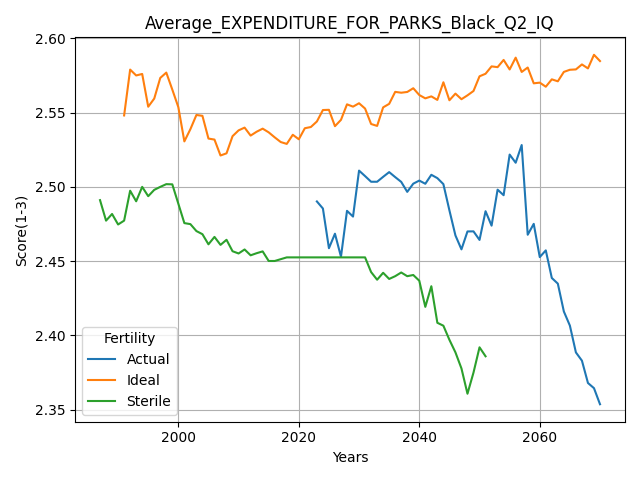 Average_EXPENDITURE_FOR_PARKS_Black_Q2_IQ
Score(1-3)
2.60
2.55
2.50
2.45
2.40
2.35
Fertility
Actual
Ideal
Sterile
2000
2020
2040
2060
Years